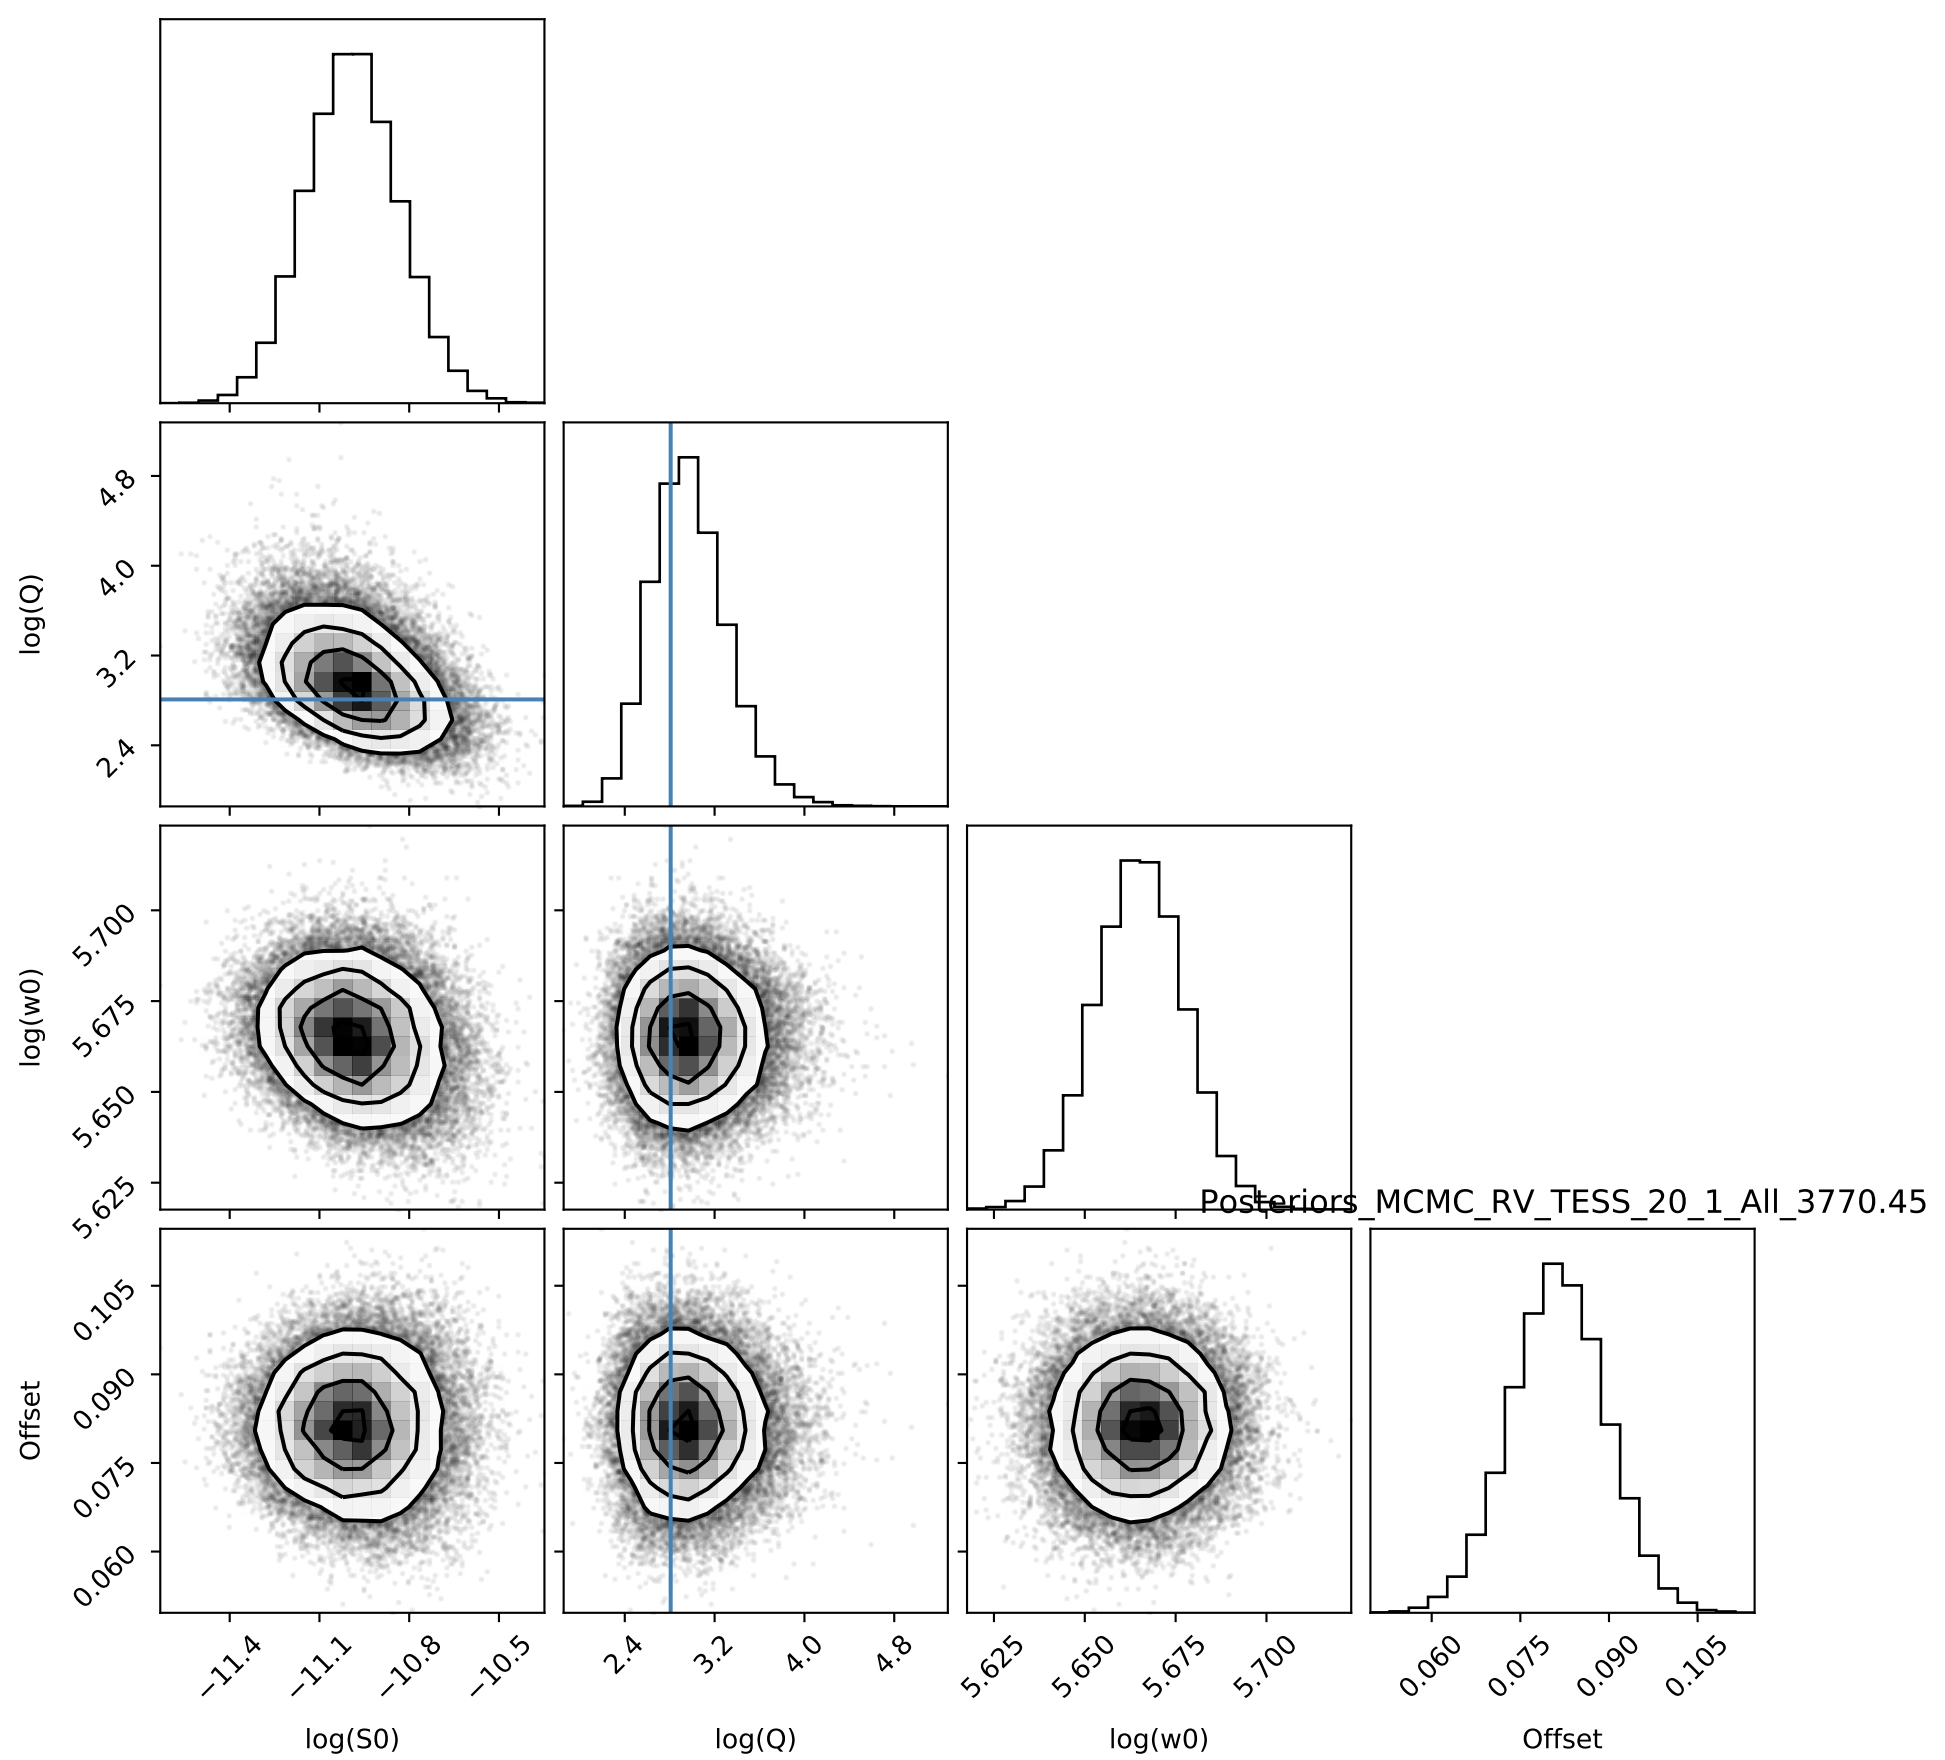 4.8
4.0
3.2
2.4
log(Q)
5.700
5.675
5.650
5.625
log(w0)
Posteriors_MCMC_RV_TESS_20_1_All_3770.45
0.105
0.090
0.075
0.060
Offset
−11.4 −11.1 −10.8 −10.5 2.4 3.2 4.0 4.8 5.625 5.650 5.675 5.700 0.060 0.075 0.090 0.105
log(S0) log(Q) log(w0) Offset